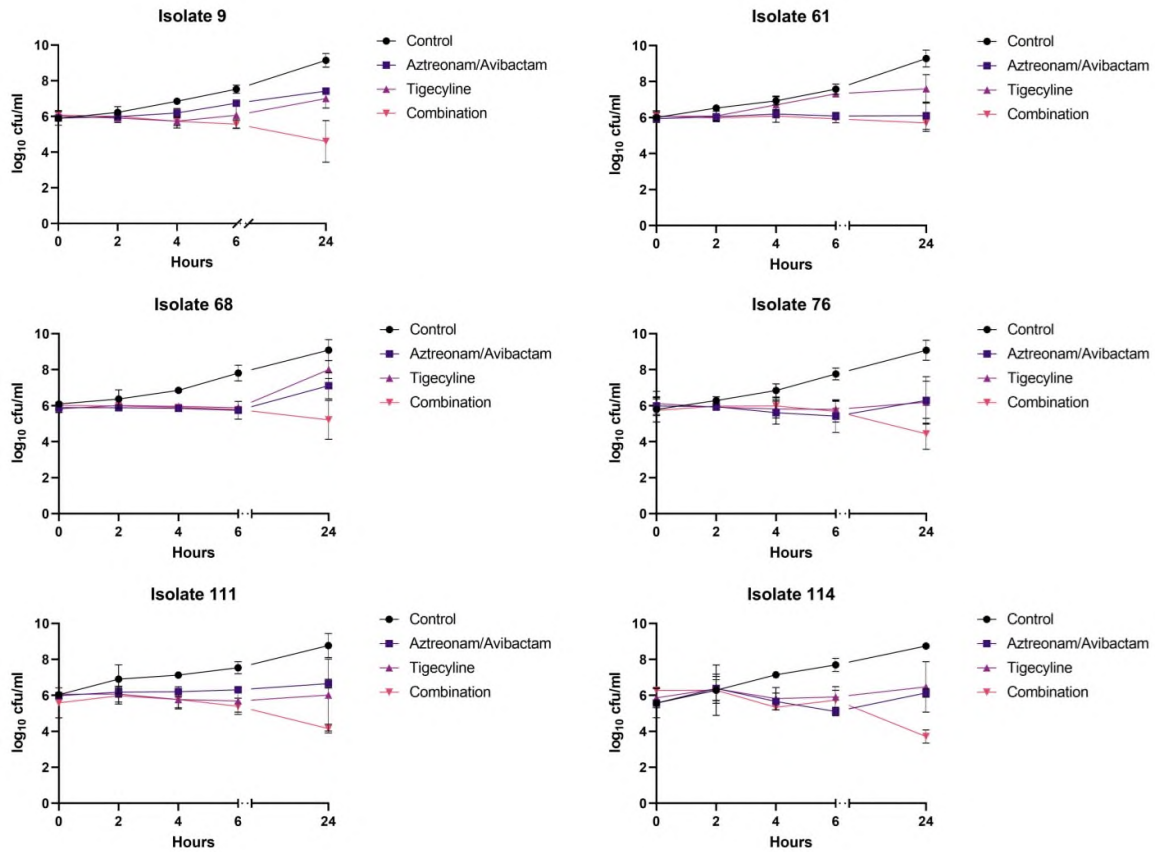 Isolate 9
log10 cfu/ml
10
8
6
4
2
0
0 2 4 6 24
Hours
Control
Aztreonam/Avibactam
Tigecyline
Combination
Isolate 61
log10 cfu/ml
10
8
6
4
2
0
0 2 4 6 24
Hours
Control
Aztreonam/Avibactam
Tigecyline
Combination
Isolate 68
log10 cfu/ml
10
8
6
4
2
0
0 2 4 6 24
Hours
Control
Aztreonam/Avibactam
Tigecyline
Combination
Isolate 76
log10 cfu/ml
10
8
6
4
2
0
0 2 4 6 24
Hours
Control
Aztreonam/Avibactam
Tigecyline
Combination
Isolate 111
log10 cfu/ml
10
8
6
4
2
0
0 2 4 6 24
Hours
Control
Aztreonam/Avibactam
Tigecyline
Combination
Isolate 114
log10 cfu/ml
10
8
6
4
2
0
0 2 4 6 24
Hours
Control
Aztreonam/Avibactam
Tigecyline
Combination